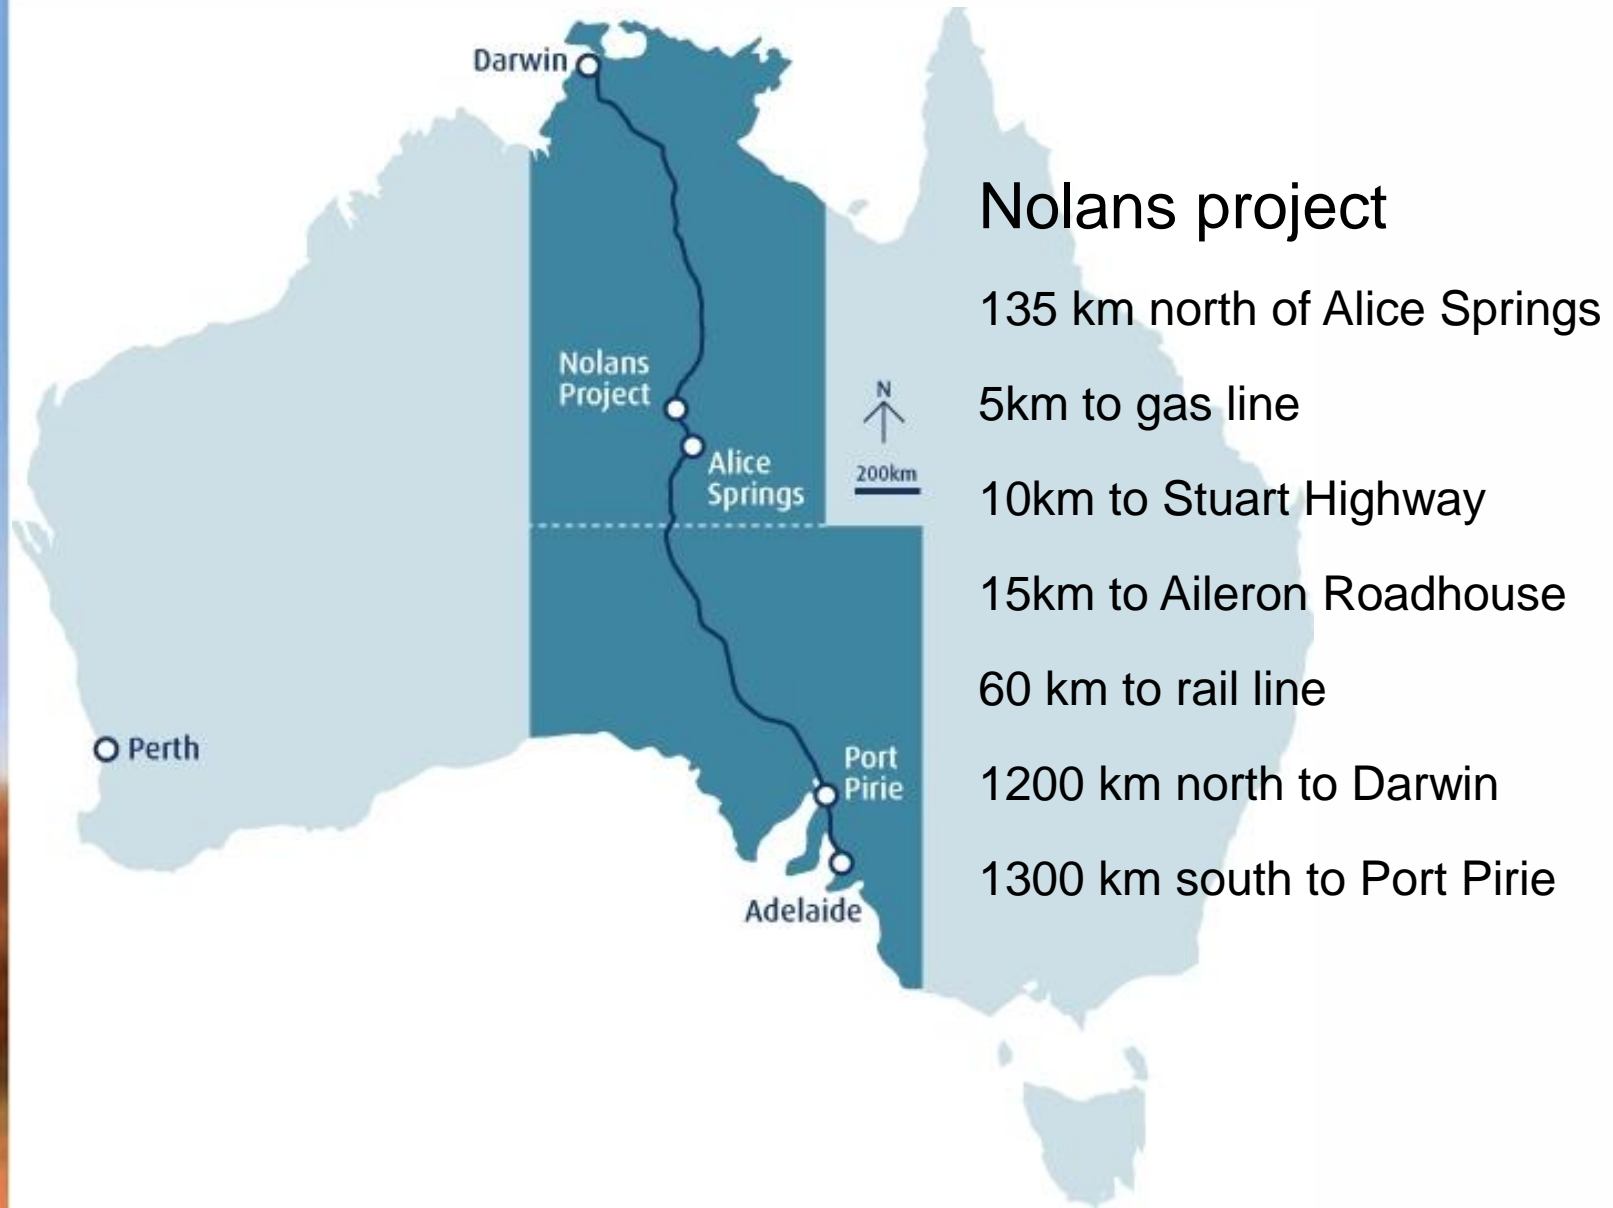 Darwin
Nolans
Project
Alice
Springs
N
200km
Perth
Port
Pirie
Adelaide
Nolans project
135 km north of Alice Springs
5km to gas line
10km to Stuart Highway
15km to Aileron Roadhouse
60 km to rail line
1200 km north to Darwin
1300 km south to Port Pirie